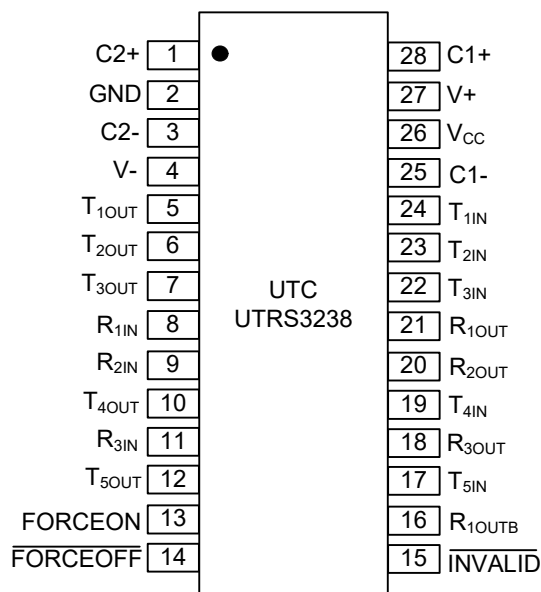 C2+ 1 28 C1+
GND 2 27 V+
C2- 3 26 VCC
V- 4 25 C1-
T1OUT 5 24 T1IN
T2OUT 6 23 T2IN
T3OUT 7 22 T3IN
UTC
UTRS3238
R1IN 8 21 R1OUT
R2IN 9 20 R2OUT
T4OUT 10 19 T4IN
R3IN 11 18 R3OUT
T5OUT 12 17 T5IN
FORCEON 13 16 R1OUTB
FORCEOFF 14 15 INVALID